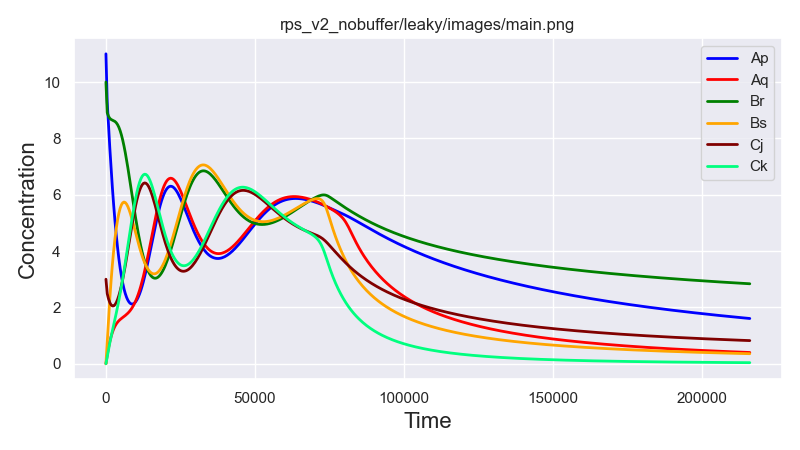 rps_v2_nobuffer/leaky/images/main.png
Ap
Aq
Br
Bs
Cj
Ck
Concentration
10
8
6
4
2
0
0 50000 100000 150000 200000
Time